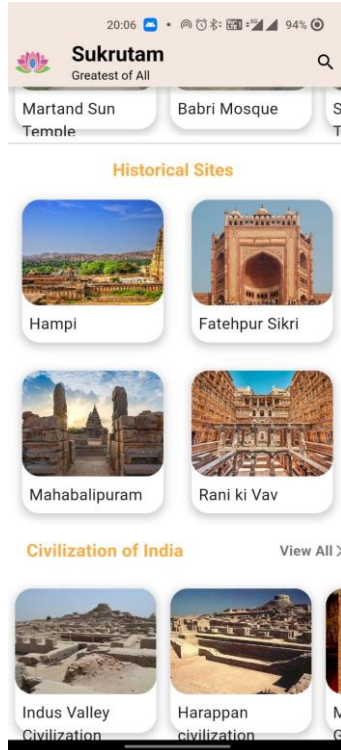 20:06
94%
Sukrutam
Greatest of All
Martand Sun
Temple
Babri Mosque
S
T
Historical Sites
Hampi
Fatehpur Sikri
Mahabalipuram
Rani ki Vav
Civilization of India
View All
Indus Valley
Civilization
Harappan
civilization